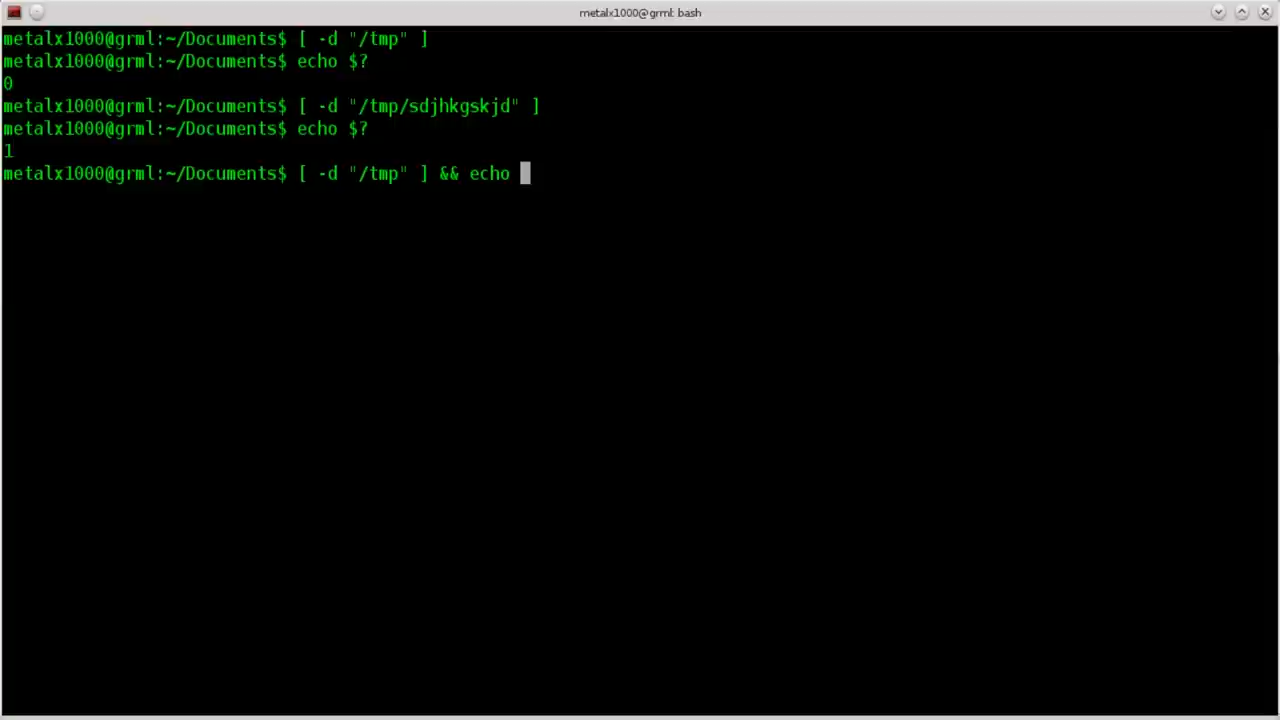 metalx1000@grml: bash
metalx1000@grml:~/Documents$ [ -d "/tmp" ]
metalx1000@grml:~/Documents$ echo $?
0
metalx1000@grml:~/Documents$ [ -d "/tmp/sdjhkgskjd" ]
metalx1000@grml:~/Documents$ echo $?
1
metalx1000@grml:~/Documents$ [ -d "/tmp" ] && echo